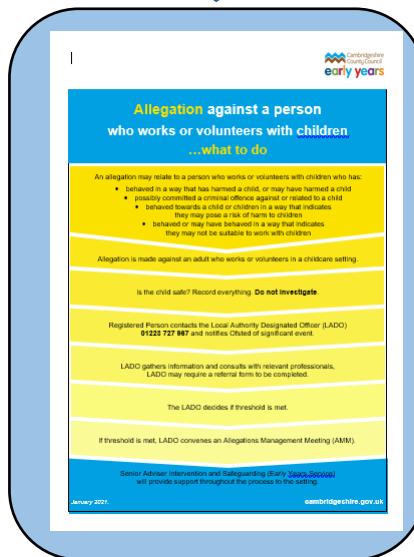 Cambridgeshire
County Council
early years
Allegation against a person
who works or volunteers with children
...what to do
An allegation may relate to a person who works or volunteers with children who has:
• behaved in a way that has harmed a child, or may have harmed a child
• possibly committed a criminal offence against or related to a child
• behaved towards a child or children in a way that indicates
they may pose a risk of harm to children
• behaved or may have behaved in a way that indicates
they may not be suitable to work with children
Allegation is made against an adult who works or volunteers in a childcare setting.
Is the child safe? Record everything. Do not investigate.
Registered Person contacts the Local Authority Designated Officer (LADO)
01223 727 967 and notifies Ofsted of significant event.
LADO gathers information and consults with relevant professionals,
LADO may require a referral form to be completed.
The LADO decides if threshold is met.
If threshold is met, LADO convenes an Allegations Management Meeting (AMM).
Senior Adviser Intervention and Safeguarding (Early Years Service)
will provide support throughout the process to the setting.
January 2021.
cambridgeshire.gov.uk